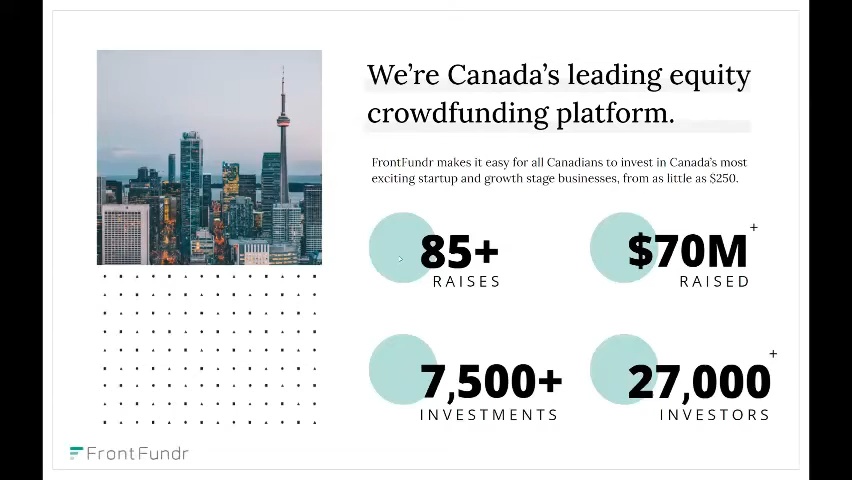 We're Canada's leading equity
crowdfunding platform.
FrontFundr makes it easy for all Canadians to invest in Canada's most
exciting startup and growth stage businesses, from as little as $250.
85+
RAISES
$70M+
RAISED
7,500+
INVESTMENTS
27,000+
INVESTORS
FrontFundr